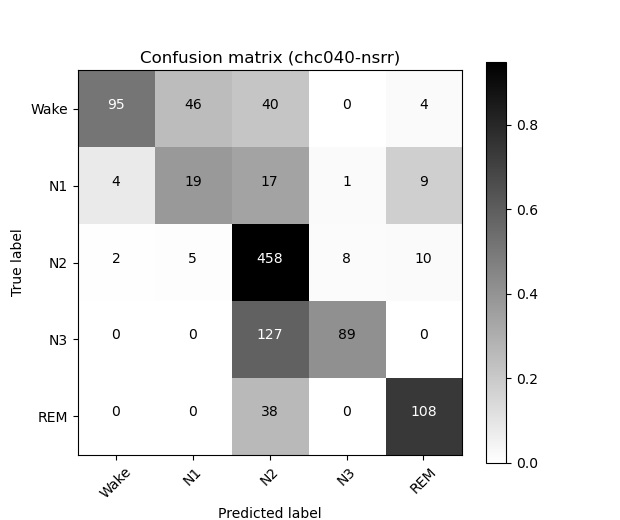 Confusion matrix (chc040-nsrr)
True label
Wake 95 46 40 0 4
N1 4 19 17 1 9
N2 2 5 458 8 10
N3 0 0 127 89 0
REM 0 0 38 0 108
Wake N1 N2 N3 REM
Predicted label
0.8
0.6
0.4
0.2
0.0